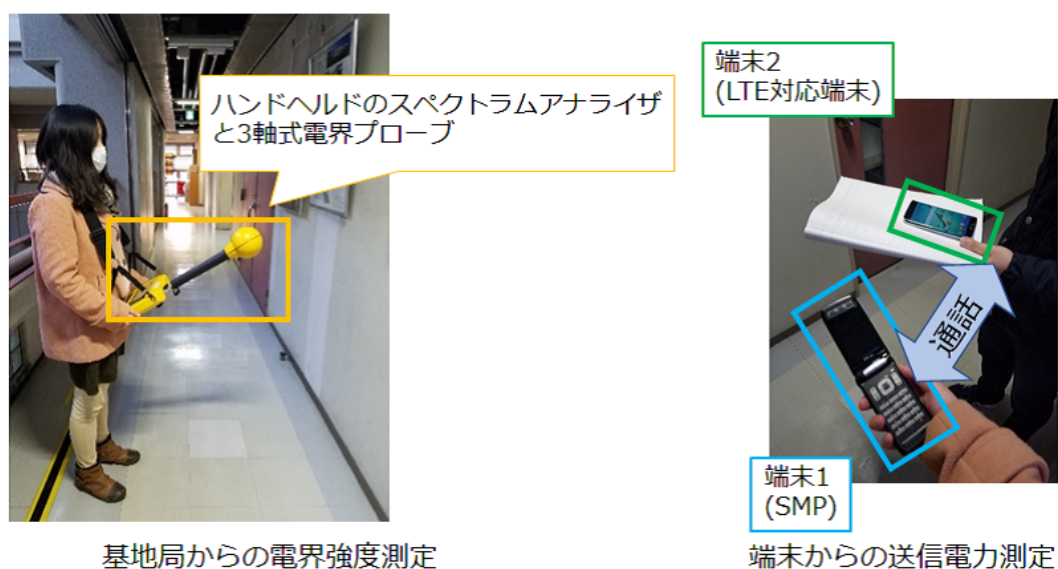 ハンドヘルドのスペクトラムアナライザ
と3軸式電界プローブ
基地局からの電界強度測定
端末2
(LTE対応端末)
通話
端末1
(SMP)
端末からの送信電力測定